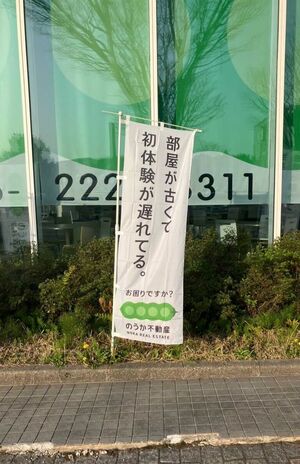 部屋が古くて
初体験が遅れてる。
お困りですか?
のうか不動産
NOKA REAL ESTATE
222
311